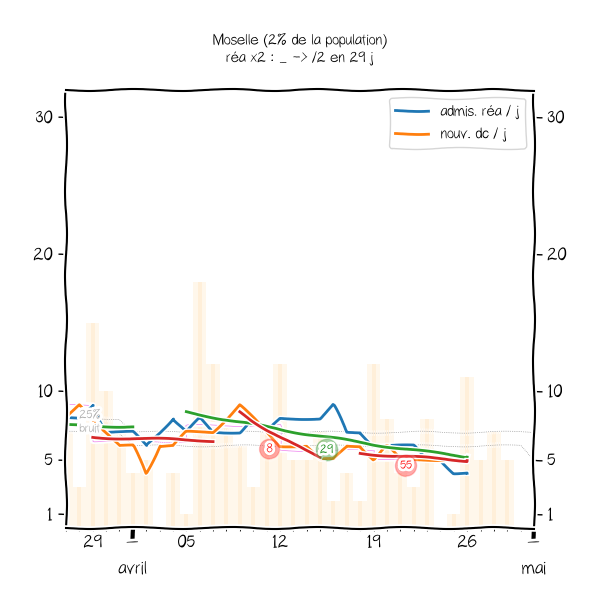 Moselle (2% de la population)
réa x2 : _ -> /2 en 29 j
admis. réa / j
nouv. dc / j
30
30
20
20
10
10
25%
bruit
8
29
55
5
5
1
1
29
05
12
19
26
avril
mai